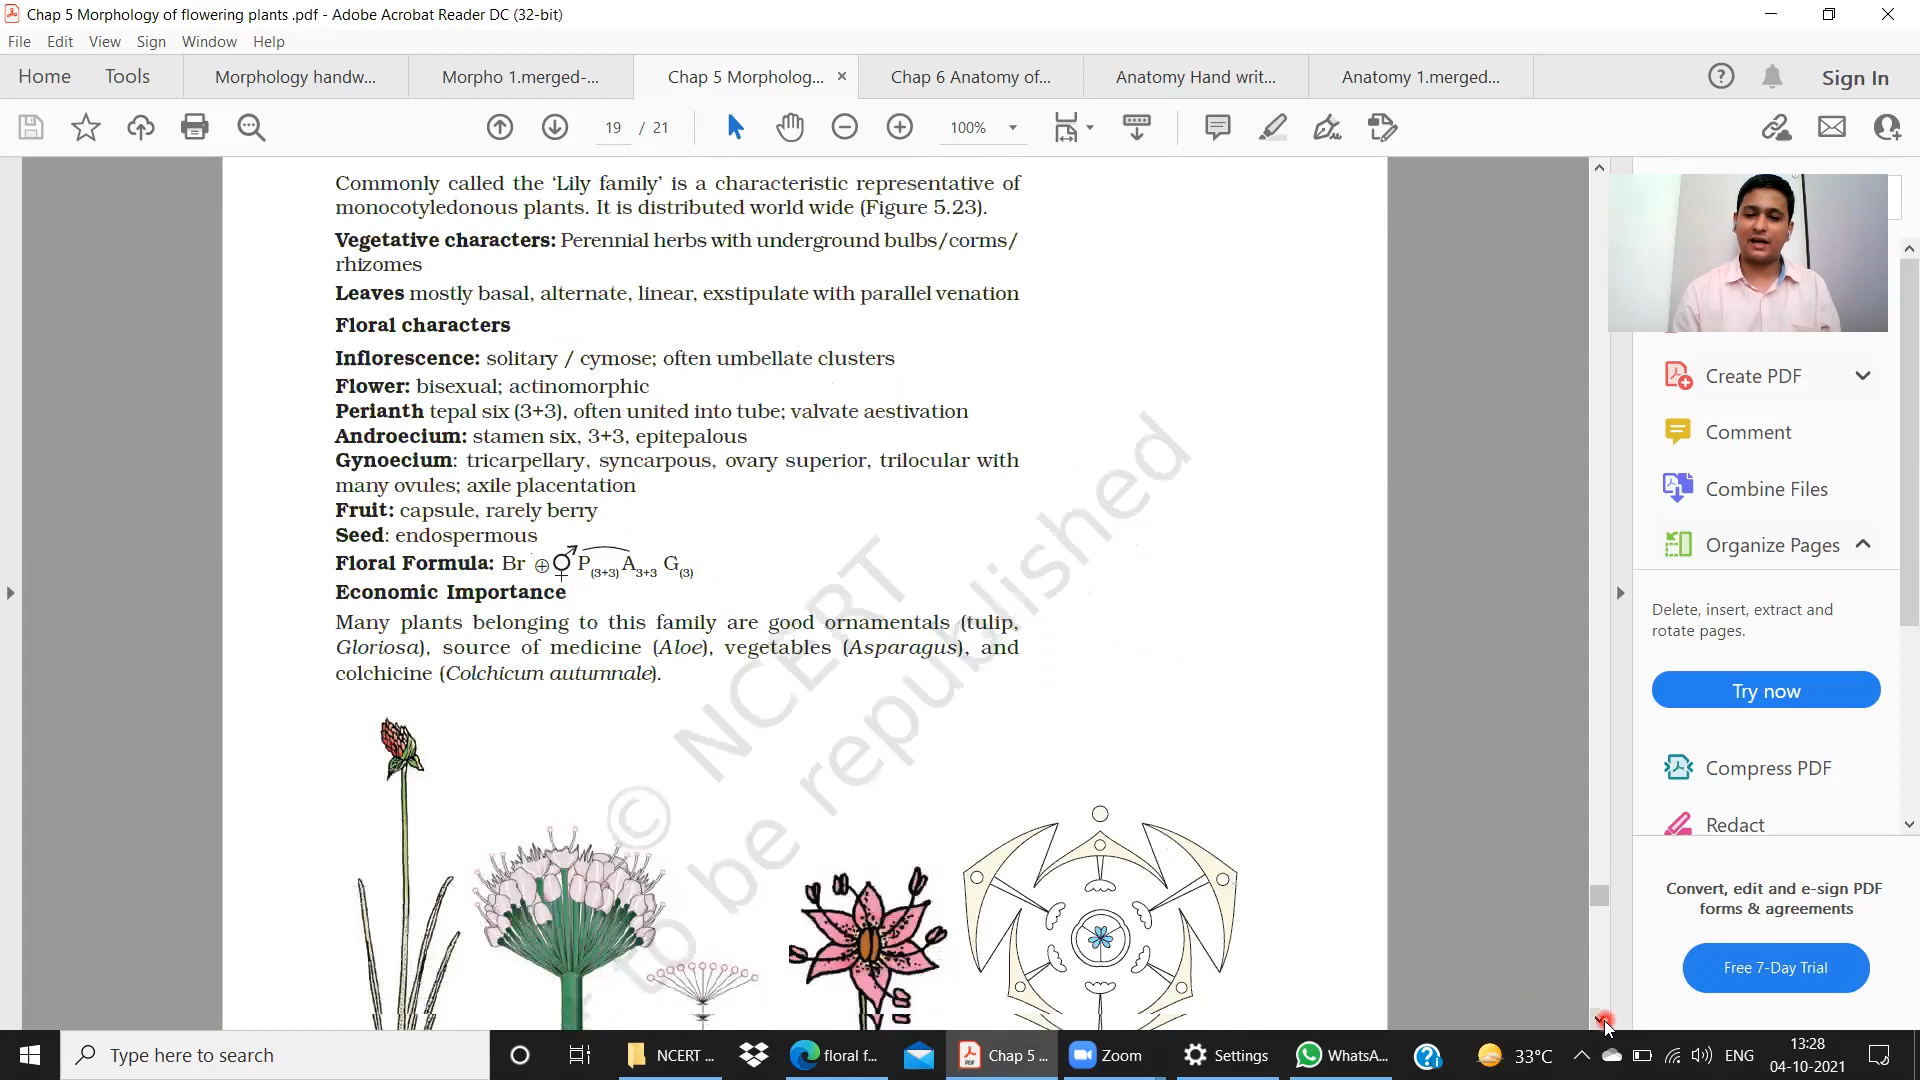 Chap 5 Morphology of flowering plants .pdf - Adobe Acrobat Reader DC (32-bit)
File Edit View Sign Window Help
Home Tools Morphology handw... Morpho 1.merged-... Chap 5 Morpholog... × Chap 6 Anatomy of... Anatomy Hand writ... Anatomy 1.merged... Sign In
19 / 21 100%
Commonly called the ‘Lily family’ is a characteristic representative of
monocotyledonous plants. It is distributed world wide (Figure 5.23).
Vegetative characters: Perennial herbs with underground bulbs/corms/
rhizomes
Leaves mostly basal, alternate, linear, exstipulate with parallel venation
Floral characters
Inflorescence: solitary / cymose; often umbellate clusters
Flower: bisexual; actinomorphic
Perianth tepal six (3+3), often united into tube; valvate aestivation
Androecium: stamen six, 3+3, epitepalous
Gynoecium: tricarpellary, syncarpous, ovary superior, trilocular with
many ovules; axile placentation
Fruit: capsule, rarely berry
Seed: endospermous
Floral Formula: Br ⊕ ⚥ P(3+3) A3+3 G(3)
Economic Importance
Many plants belonging to this family are good ornamentals (tulip,
Gloriosa), source of medicine (Aloe), vegetables (Asparagus), and
colchicine (Colchicum autumnale).
© NCERT
to be republished
Create PDF
Comment
Combine Files
Organize Pages
Delete, insert, extract and
rotate pages.
Try now
Compress PDF
Redact
Convert, edit and e-sign PDF
forms & agreements
Free 7-Day Trial
Type here to search NCERT ... floral f... Chap 5 ... Zoom Settings WhatsA... 33°C ENG
13:28
04-10-2021